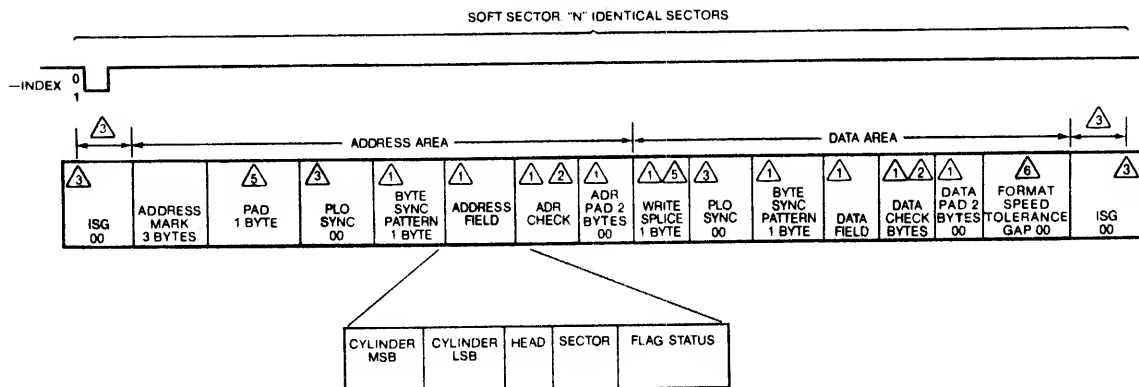 SOFT SECTOR "N" IDENTICAL SECTORS
—INDEX 0
1
3
ADDRESS AREA
DATA AREA
3
3
ISG
00
ADDRESS
MARK
3 BYTES
5
PAD
1 BYTE
3
PLO
SYNC
00
1
BYTE
SYNC
PATTERN
1 BYTE
1
ADDRESS
FIELD
1 2
ADR
CHECK
1
ADR
PAD 2
BYTES
00
1 5
WRITE
SPLICE
1 BYTE
3
PLO
SYNC
00
1
BYTE
SYNC
PATTERN
1 BYTE
1
DATA
FIELD
1 2
DATA
CHECK
BYTES
1
DATA
PAD 2
BYTES
00
6
FORMAT
SPEED
TOLERANCE
GAP 00
3
ISG
00
CYLINDER
MSB
CYLINDER
LSB
HEAD
SECTOR
FLAG STATUS